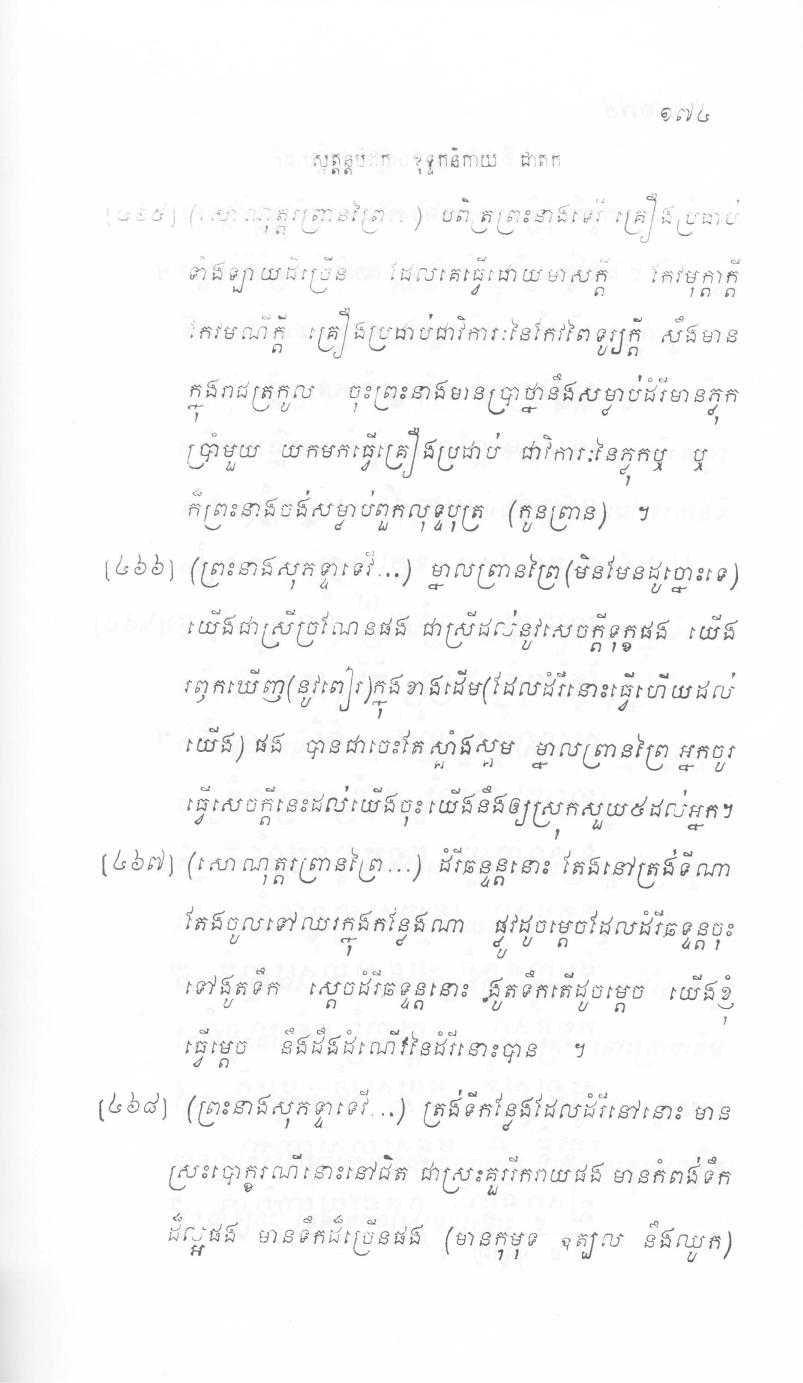 ១៧៤
សុត្តន្តបិដក ខុទ្ទកនិកាយ ជាតក
[៤៦៥] (សោណុត្តរព្រានព្រៃ...) បពិត្រព្រះនាងទេវី គ្រឿងប្រដាប់
ទាំងឡាយដ៏ច្រើន ដែលគេធ្វើដោយមាសក្តី កែវមុក្តាក្តី
កែវមណីក្តី គ្រឿងប្រដាប់ជាវិការៈនៃកែវពៃទូរ្យក្តី សឹងមាន
ក្នុងរាជត្រកូល ចុះព្រះនាងមានប្រាថ្នានឹងសម្លាប់ដំរីមានភ្លុក
ប្រាំមួយ យកមកធ្វើគ្រឿងប្រដាប់ ជាវិការៈនៃភ្លុកឬ ឬ
ក៏ព្រះនាងចង់សម្លាប់ពួកលុទ្ទបុត្រ (កូនព្រាន) ។
[៤៦៦] (ព្រះនាងសុភទ្ទាទេវី...) ម្នាលព្រានព្រៃ(មិនមែនដូច្នោះទេ)
យើងជាស្រីច្រណែនផង ជាស្រីដល់នូវសេចក្តីទុក្ខផង យើង
រឭកឃើញ(នូវពៀរ)ក្នុងខាងដើម(ដែលដំរីនោះធ្វើហើយដល់
យើង) ផង បានជាចេះតែស្គាំងស្គម ម្នាលព្រានព្រៃ អ្នកចូរ
ធ្វើសេចក្តីនេះដល់យើងចុះ យើងនឹងឲ្យស្រុកសួយ៥ដល់អ្នក។
[៤៦៧] (សោណុត្តរព្រានព្រៃ...) ដំរីឆទ្ទន្តនោះ តែងនៅត្រង់ទីណា
តែងចូលទៅឈរក្នុងកន្លែងណា ផ្លូវដូចម្តេចដែលដំរីឆទ្ទន្តចុះ
ទៅងូតទឹក ស្តេចដំរីឆទ្ទន្តនោះ ងូតទឹកតើដូចម្តេច យើងខ្ញុំ
ធ្វើម្តេច នឹងដឹងដំណើរនៃដំរីនោះបាន ។
[៤៦៨] (ព្រះនាងសុភទ្ទាទេវី...) ត្រង់ទីកន្លែងដែលដំរីនៅនោះ មាន
ស្រះបោក្ខរណីនោះនៅជិត ជាស្រះគួររីករាយផង មានកំពង់ទឹក
ដ៏ល្អផង មានទឹកដ៏ច្រើនផង (មានកុមុទ ឧត្បល នឹងឈូក)